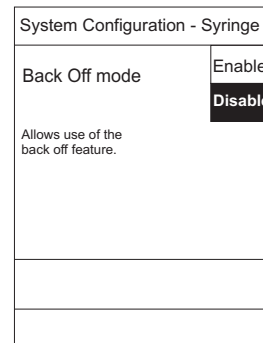 System Configuration - Syringe
Back Off mode
Enable
Disable
Allows use of the
back off feature.